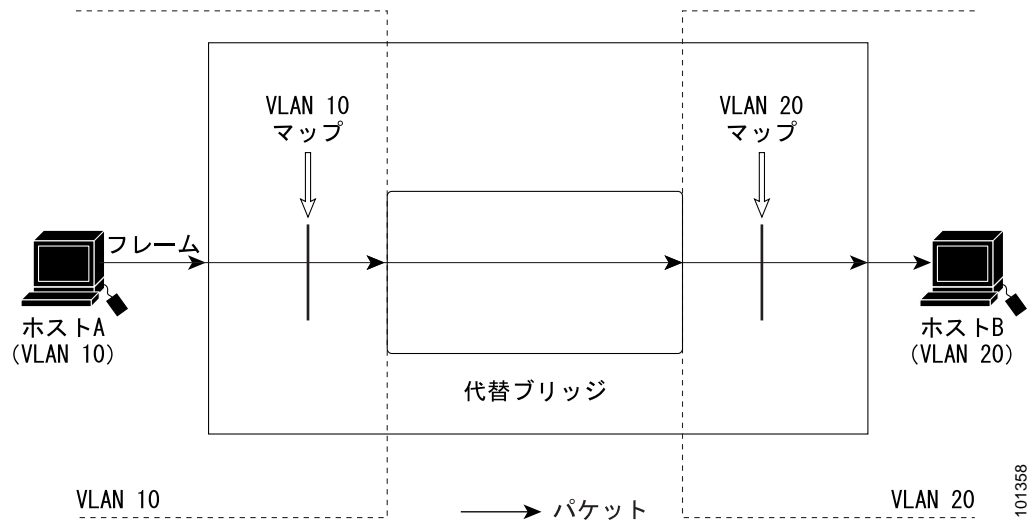 VLAN 10
マップ
VLAN 20
マップ
フレーム
ホストA
(VLAN 10)
ホストB
(VLAN 20)
代替ブリッジ
VLAN 10
パケット
VLAN 20
101358